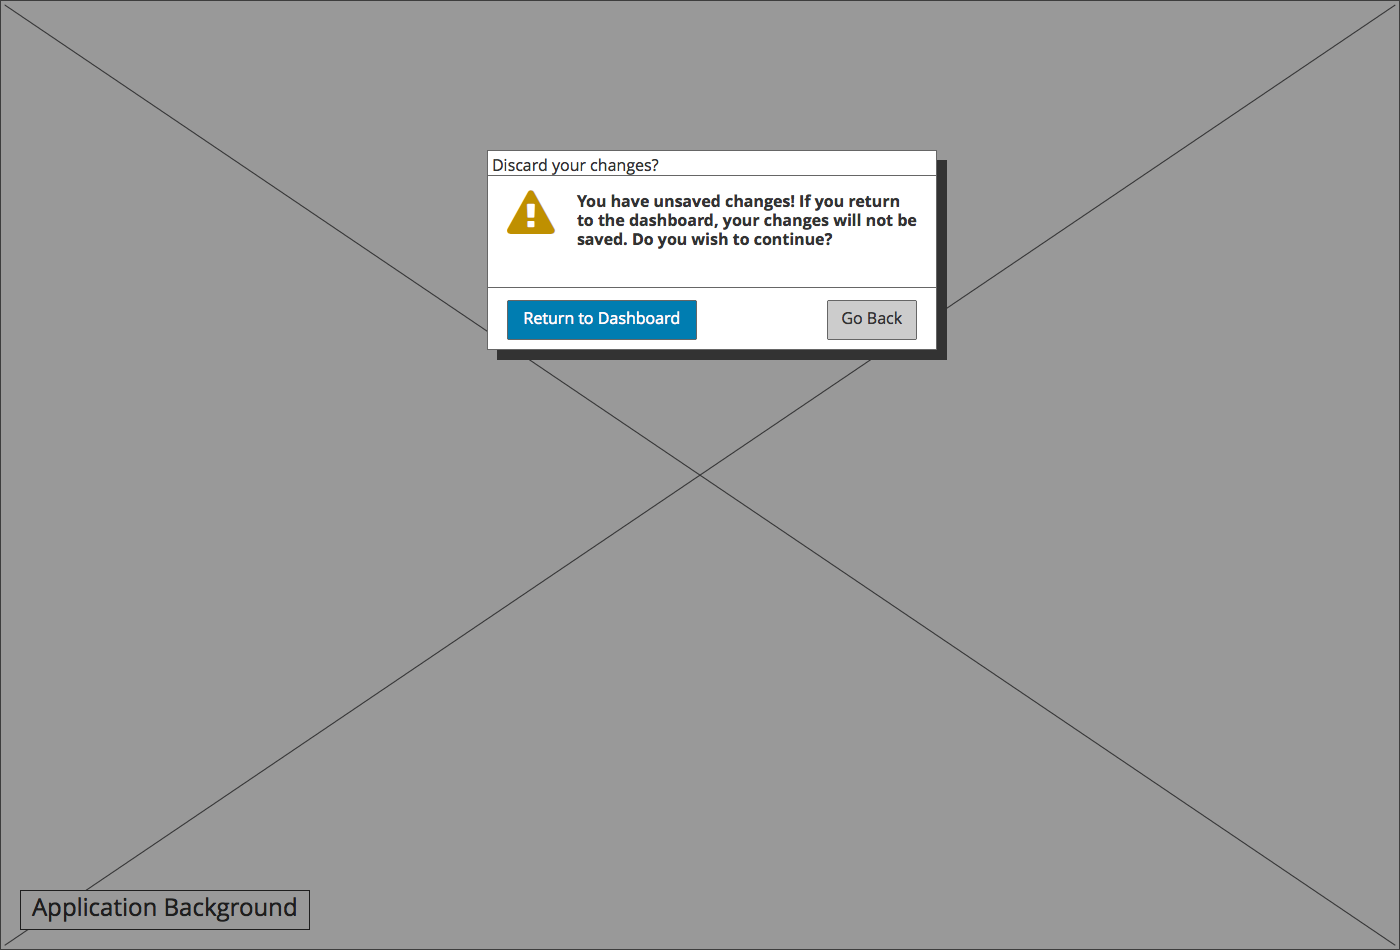 Discard your changes?
You have unsaved changes! If you return
to the dashboard, your changes will not be
saved. Do you wish to continue?
Return to Dashboard
Go Back
Application Background